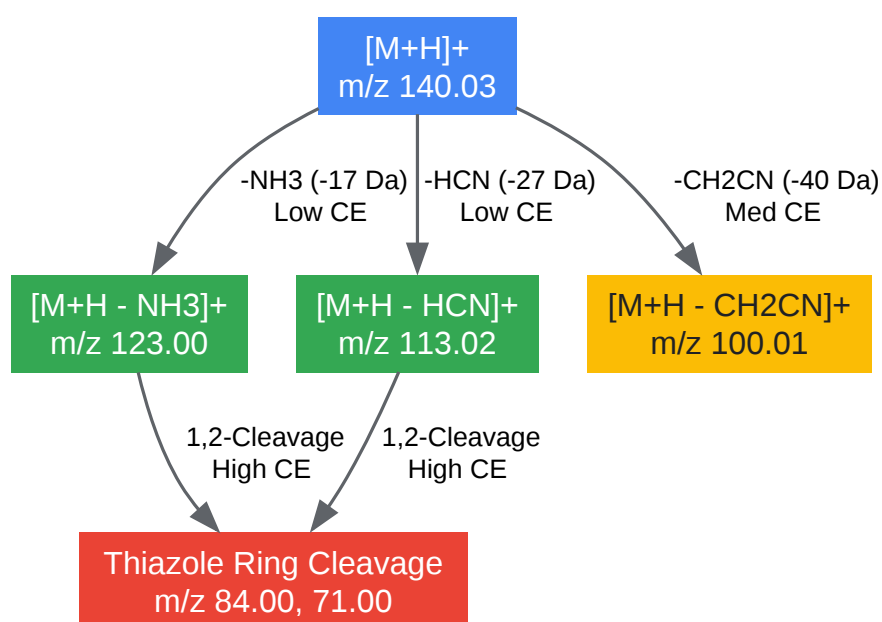 [M+H]+
m/z 140.03
-NH3 (-17 Da)
Low CE
-HCN (-27 Da)
Low CE
-CH2CN (-40 Da)
Med CE
[M+H - NH3]+
m/z 123.00
[M+H - HCN]+
m/z 113.02
[M+H - CH2CN]+
m/z 100.01
1,2-Cleavage
High CE
1,2-Cleavage
High CE
Thiazole Ring Cleavage
m/z 84.00, 71.00